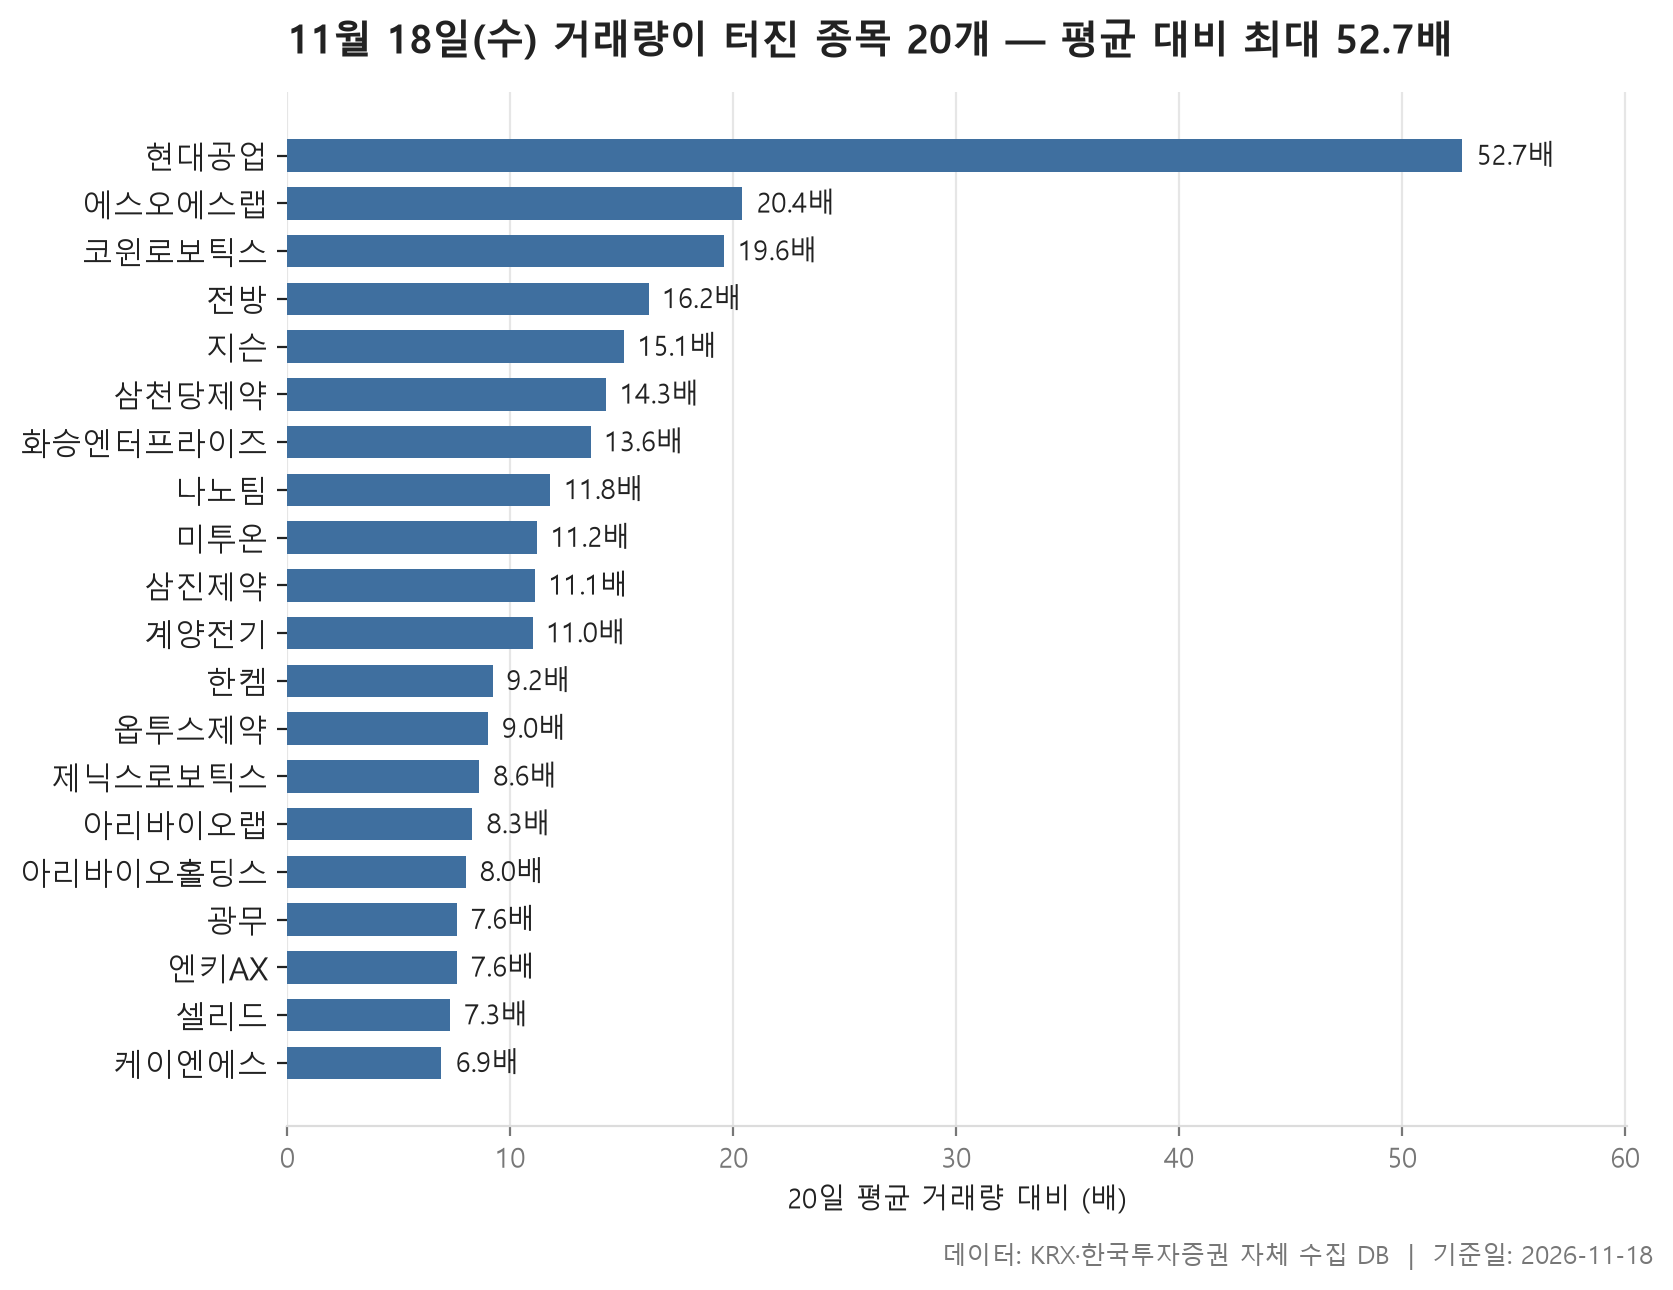 11월 18일(수) 거래량이 터진 종목 20개 — 평균 대비 최대 52.7배
현대공업 52.7배
에스오에스랩 20.4배
코윈로보틱스 19.6배
전방 16.2배
지슨 15.1배
삼천당제약 14.3배
화승엔터프라이즈 13.6배
나노팀 11.8배
미투온 11.2배
삼진제약 11.1배
계양전기 11.0배
한켐 9.2배
옵투스제약 9.0배
제닉스로보틱스 8.6배
아리바이오랩 8.3배
아리바이오홀딩스 8.0배
광무 7.6배
엔키AX 7.6배
셀리드 7.3배
케이엔에스 6.9배
0 10 20 30 40 50 60
20일 평균 거래량 대비 (배)
데이터: KRX·한국투자증권 자체 수집 DB | 기준일: 2026-11-18